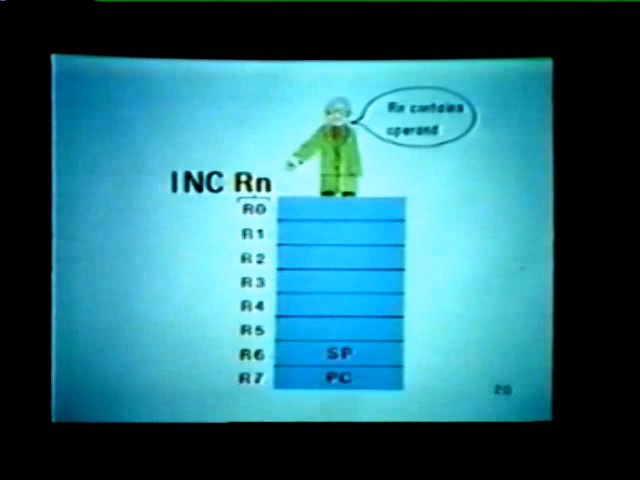 Rn contains
operand
INC Rn
R0
R1
R2
R3
R4
R5
R6 SP
R7 PC
20